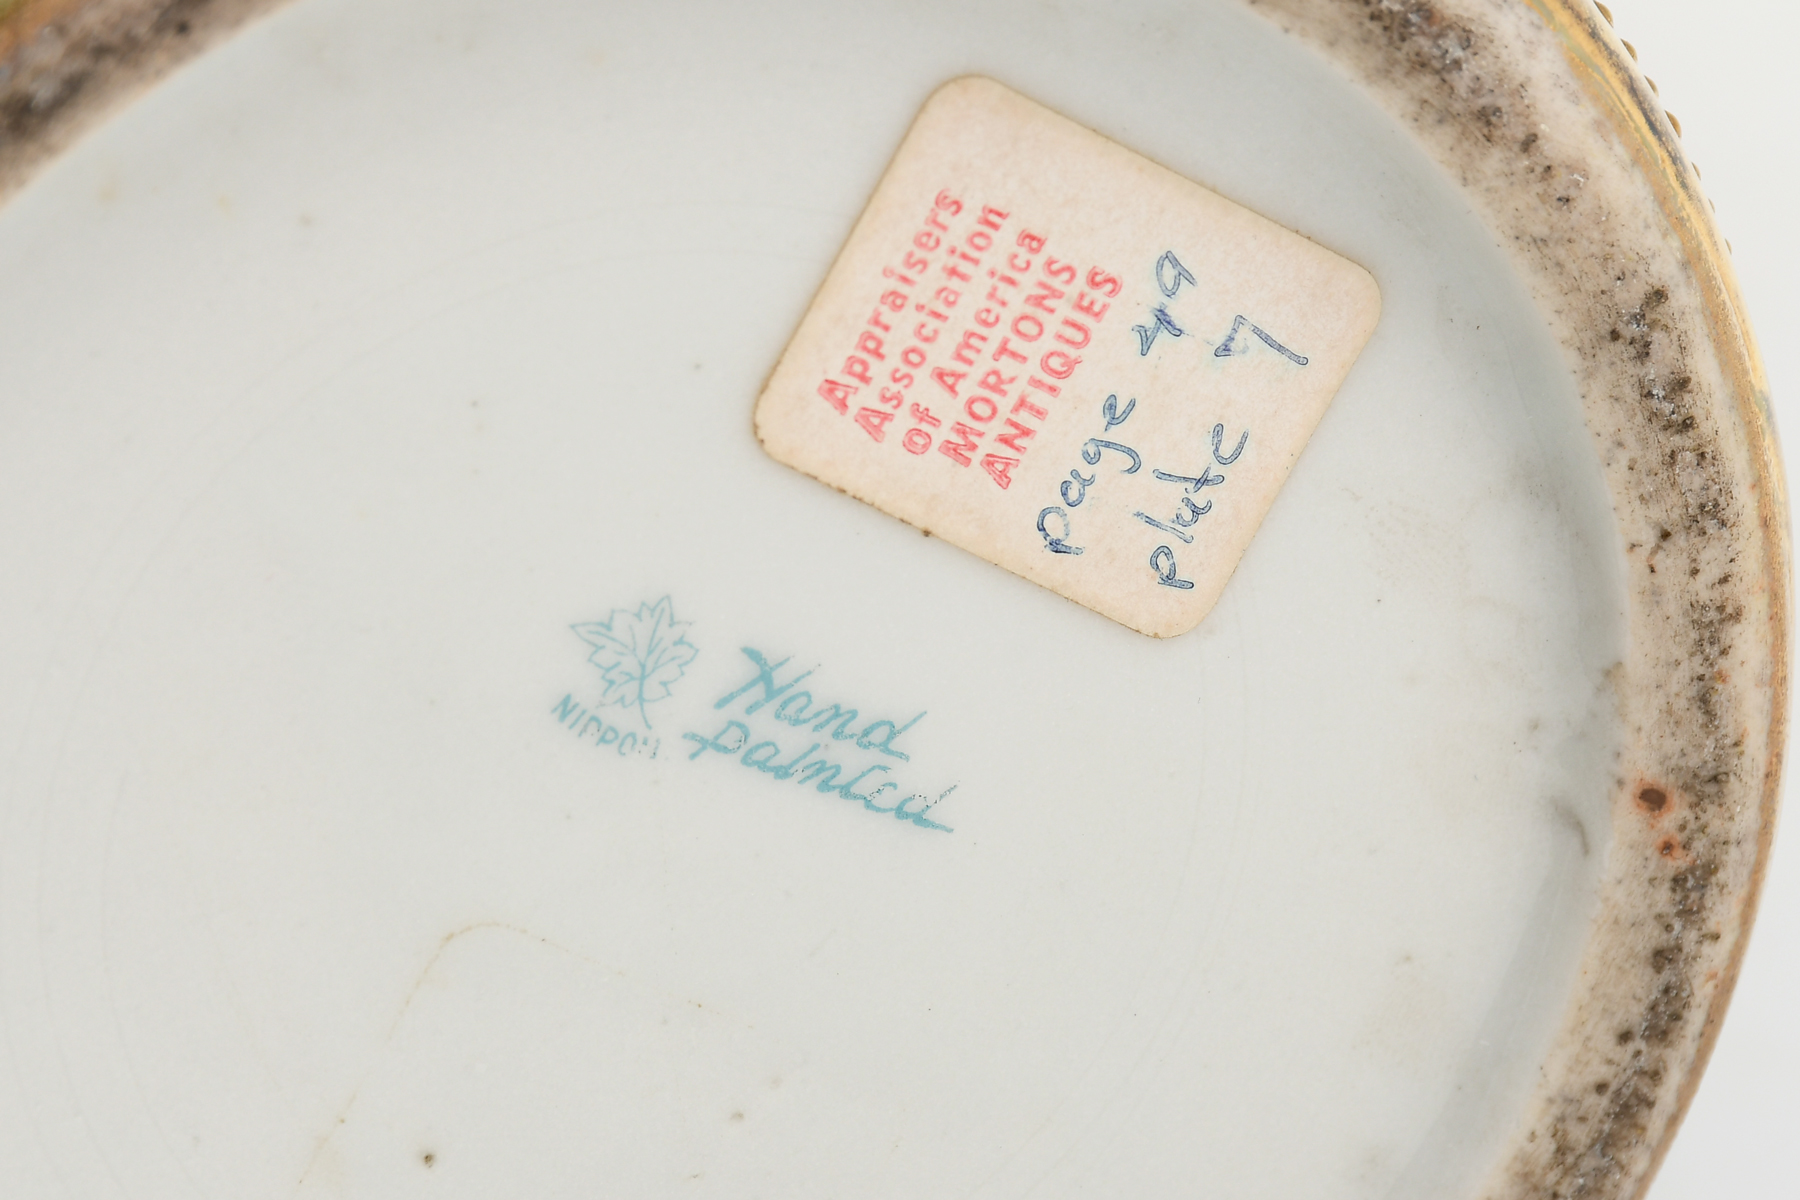 Appraisers
Association
of America
MORTONS
ANTIQUES
page 49
plate 7
Hand
painted
NIPPON